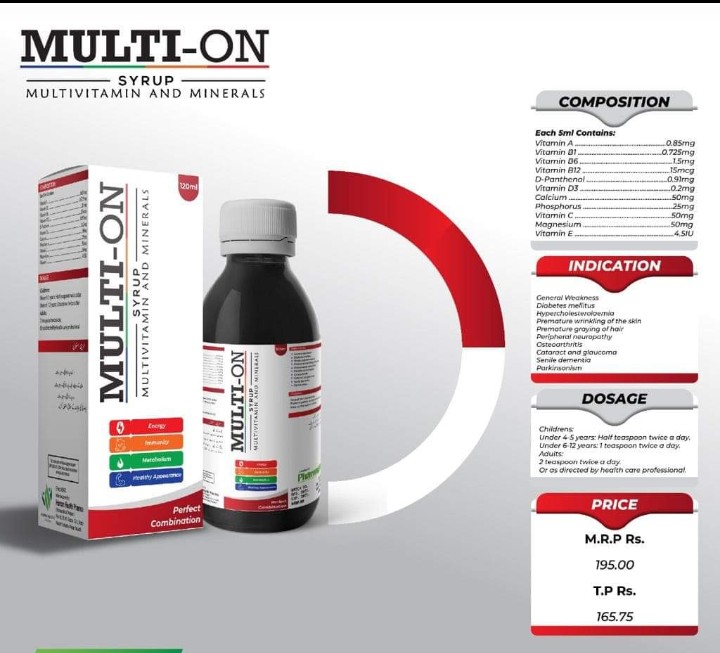 MULTI-ON
SYRUP
MULTIVITAMIN AND MINERALS
120ml
MULTI-ON
SYRUP
MULTIVITAMIN AND MINERALS
Energy
Immunity
Metabolism
Healthy Appearance
Perfect
Combination
MULTI-ON
SYRUP
MULTIVITAMIN AND MINERALS
COMPOSITION
Each 5ml Contains:
Vitamin A ........ 0.85mg
Vitamin B1 ........ 0.725mg
Vitamin B6 ........ 1.5mg
Vitamin B12 ........ 15mcg
D-Panthenol ........ 0.91mg
Vitamin D3 ........ 0.2mg
Calcium ........ 50mg
Phosphorus ........ 25mg
Vitamin C ........ 50mg
Magnesium ........ 50mg
Vitamin E ........ 4.5IU
INDICATION
General Weakness
Diabetes mellitus
Hypercholesterolaemia
Premature wrinkling of the skin
Premature graying of hair
Peripheral neuropathy
Osteoarthritis
Cataract and glaucoma
Senile dementia
Parkinsonism
DOSAGE
Childrens:
Under 4-5 years: Half teaspoon twice a day.
Under 6-12 years: 1 teaspoon twice a day.
Adults:
2 teaspoon twice a day.
Or as directed by health care professional.
PRICE
M.R.P Rs.
195.00
T.P Rs.
165.75